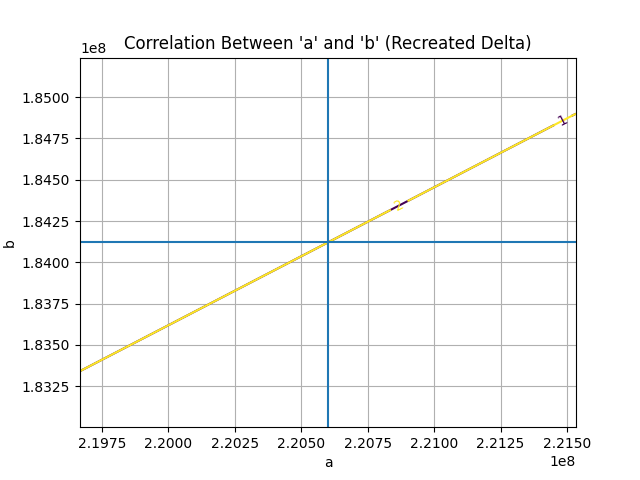 Correlation Between 'a' and 'b' (Recreated Delta)
1e8
1.8500
1.8475
1.8450
1.8425
1.8400
1.8375
1.8350
1.8325
b
1
2.1975 2.2000 2.2025 2.2050 2.2075 2.2100 2.2125 2.2150
a
1e8